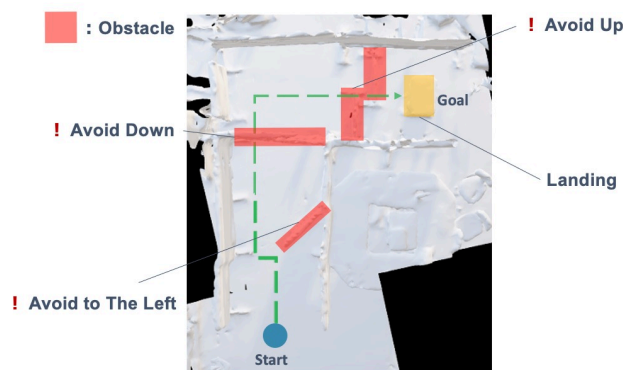 : Obstacle
! Avoid Up
Goal
! Avoid Down
Landing
! Avoid to The Left
Start